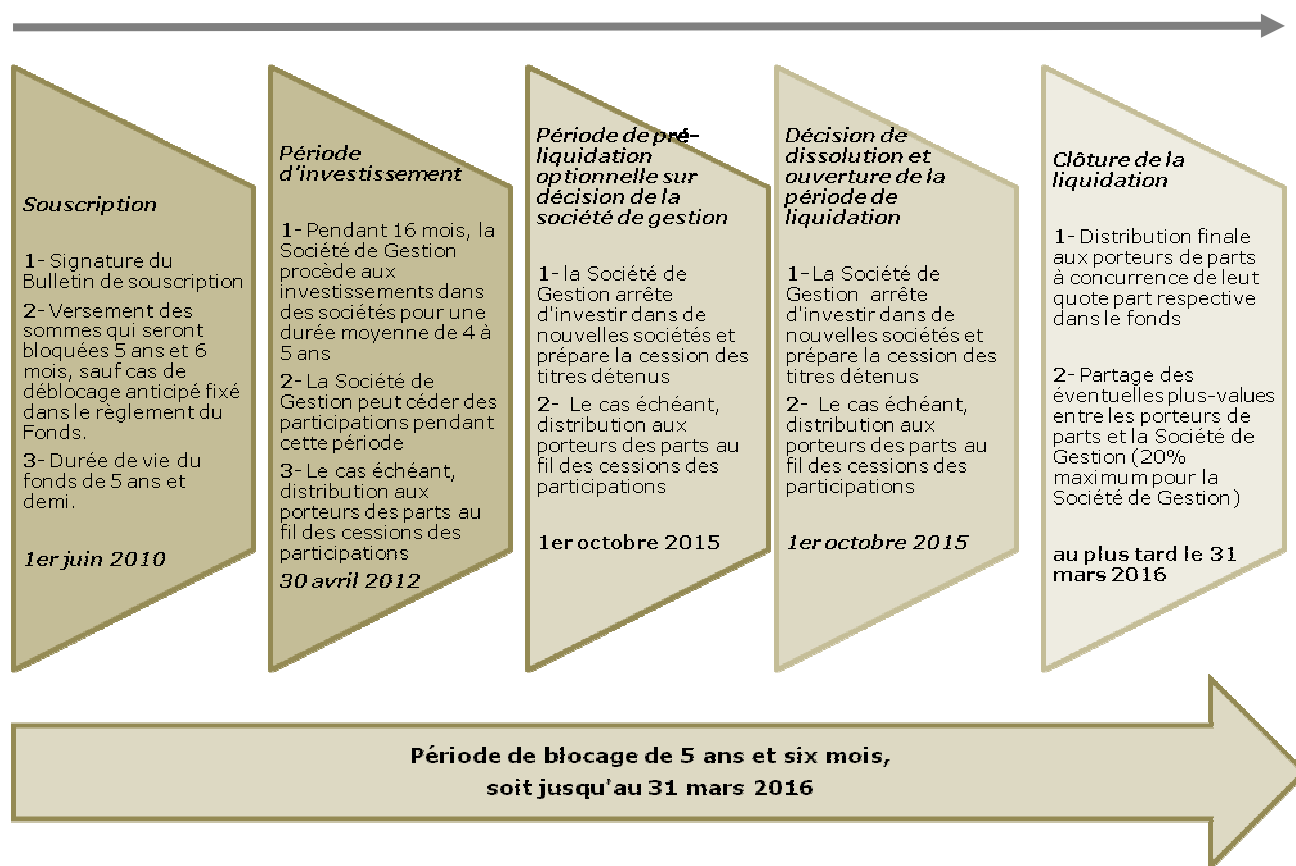 Souscription
1- Signature du
Bulletin de souscription
2- Versement des
sommes qui seront
bloquées 5 ans et 6
mois, sauf cas de
déblocage anticipé fixé
dans le règlement du
Fonds.
3- Durée de vie du
fonds de 5 ans et
demi.
1er juin 2010
Période
d'investissement
1- Pendant 16 mois, la
Société de Gestion
procède aux
investissements dans
des sociétés pour une
durée moyenne de 4 à
5 ans
2- La Société de
Gestion peut céder des
participations pendant
cette période
3- Le cas échéant,
distribution aux
porteurs des parts au
fil des cessions des
participations
30 avril 2012
Période de pré-
liquidation
optionnelle sur
décision de la
société de gestion
1- la Société de
Gestion arrête
d'investir dans de
nouvelles sociétés et
prépare la cession des
titres détenus
2- Le cas échéant,
distribution aux
porteurs des parts au
fil des cessions des
participations
1er octobre 2015
Décision de
dissolution et
ouverture de la
période de
liquidation
1-La Société de
Gestion arrête
d'investir dans de
nouvelles sociétés et
prépare la cession des
titres détenus
2- Le cas échéant,
distribution aux
porteurs des parts au
fil des cessions des
participations
1er octobre 2015
Clôture de la
liquidation
1- Distribution finale
aux porteurs de parts
à concurrence de leut
quote part respective
dans le fonds
2- Partage des
éventuelles plus-values
entre les porteurs de
parts et la Société de
Gestion (20%
maximum pour la
Société de Gestion)
au plus tard le 31
mars 2016
Période de blocage de 5 ans et six mois,
soit jusqu'au 31 mars 2016